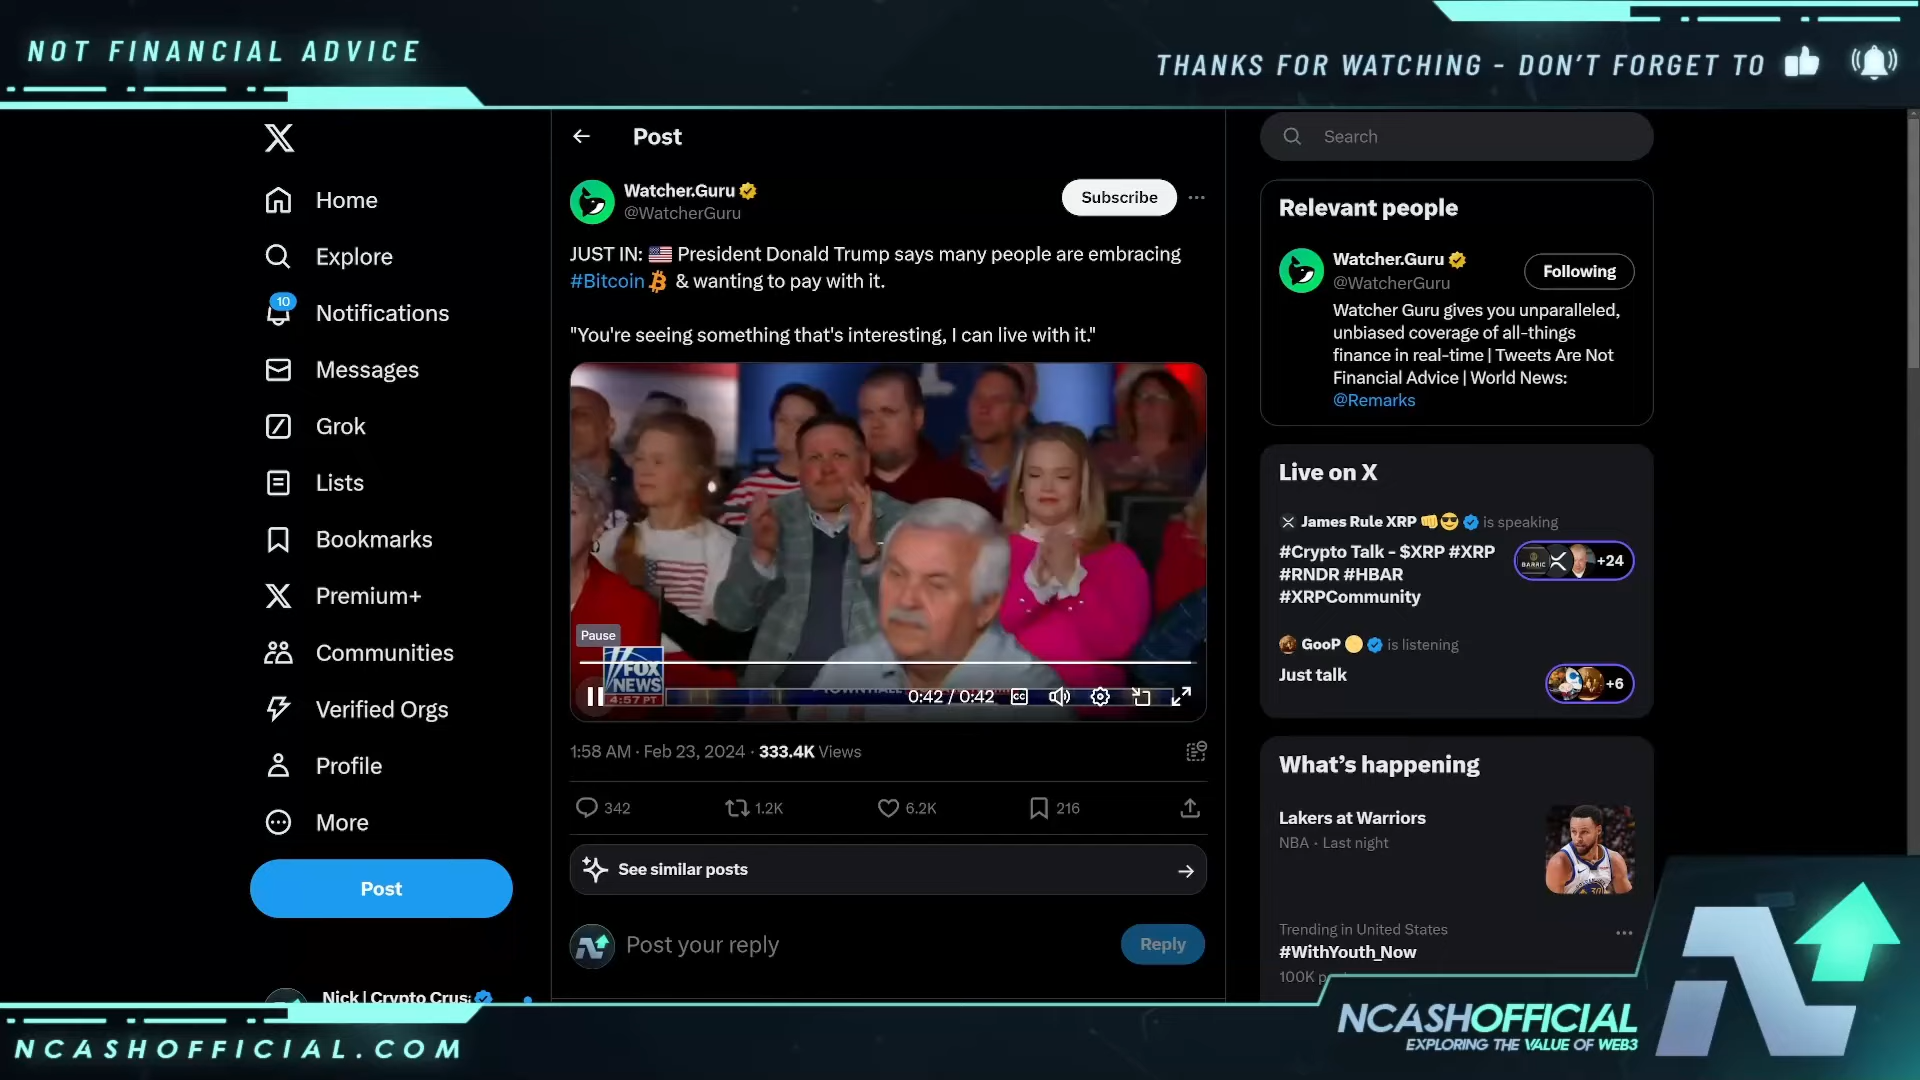 NOT FINANCIAL ADVICE
THANKS FOR WATCHING - DON'T FORGET TO
Home
Explore
10
Notifications
Messages
Grok
Lists
Bookmarks
Premium+
Communities
Verified Orgs
Profile
More
Post
Nick | Crypto Crus
Post
Watcher.Guru
@WatcherGuru
Subscribe
JUST IN: 🇺🇸 President Donald Trump says many people are embracing
#Bitcoin & wanting to pay with it.
"You're seeing something that's interesting, I can live with it."
Pause
FOX
NEWS
4:57 PT
0:42 / 0:42
CC
1:58 AM · Feb 23, 2024 · 333.4K Views
342
1.2K
6.2K
216
See similar posts
Post your reply
Reply
Search
Relevant people
Watcher.Guru
@WatcherGuru
Following
Watcher Guru gives you unparalleled,
unbiased coverage of all-things
finance in real-time | Tweets Are Not
Financial Advice | World News:
@Remarks
Live on X
James Rule XRP 👊😎 is speaking
#Crypto Talk - $XRP #XRP
#RNDR #HBAR
#XRPCommunity
+24
GooP is listening
Just talk
+6
What's happening
Lakers at Warriors
NBA · Last night
Trending in United States
#WithYouth_Now
100K
NCASHOFFICIAL.COM
NCASHOFFICIAL
EXPLORING THE VALUE OF WEB3